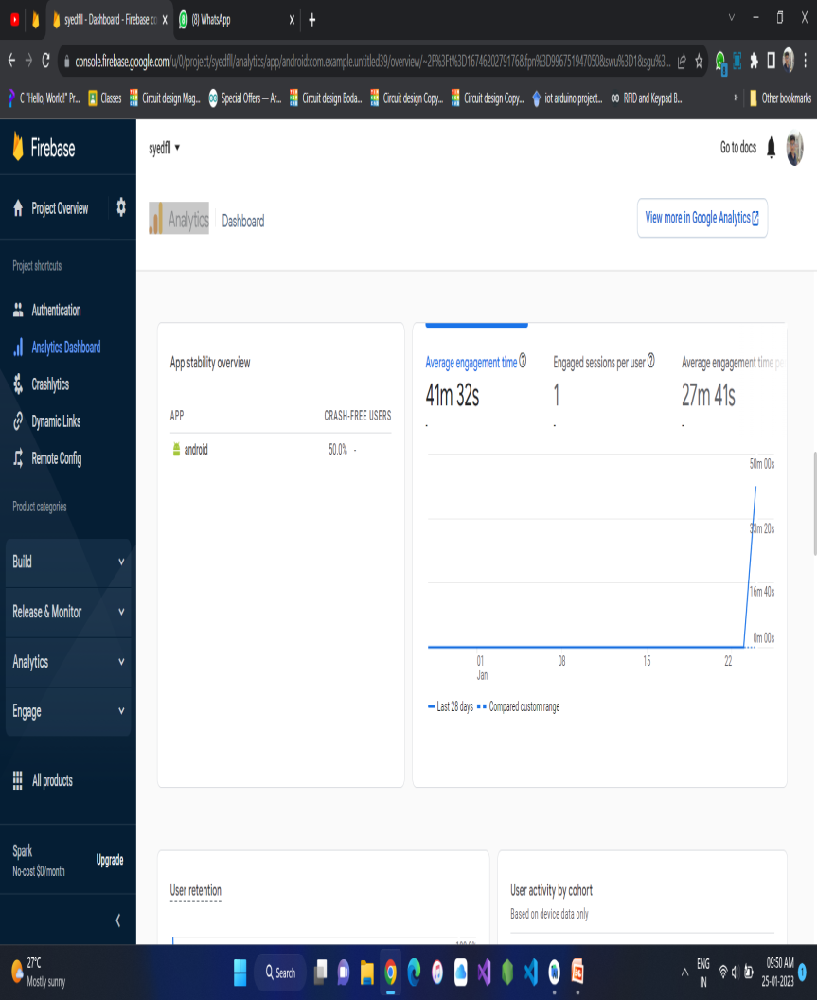 syedfll - Dashboard - Firebase co
(8) WhatsApp
console.firebase.google.com/u/0/project/syedfll/analytics/app/android:com.example.untitled39/overview/~2F%3Ft%3D1674620279176&fpn%3D996751947050&swu%3D1&sgu%3...
C "Hello, World!" Pr...
Classes
Circuit design Mag...
Special Offers — Ar...
Circuit design Boda...
Circuit design Copy...
Circuit design Copy...
iot arduino project...
RFID and Keypad B...
»
Other bookmarks
Firebase
syedfll
Go to docs
Project Overview
Analytics
Dashboard
View more in Google Analytics
Project shortcuts
Authentication
Analytics Dashboard
Crashlytics
Dynamic Links
Remote Config
Product categories
Build
Release & Monitor
Analytics
Engage
All products
Spark
No-cost $0/month
Upgrade
App stability overview
APP
CRASH-FREE USERS
android
50.0%
-
Average engagement time
41m 32s
-
Engaged sessions per user
1
-
Average engagement time pe
27m 41s
-
50m 00s
33m 20s
16m 40s
0m 00s
01
Jan
08
15
22
Last 28 days
Compared custom range
User retention
100.0%
User activity by cohort
Based on device data only
27°C
Mostly sunny
Search
ENG
IN
09:50 AM
25-01-2023
1